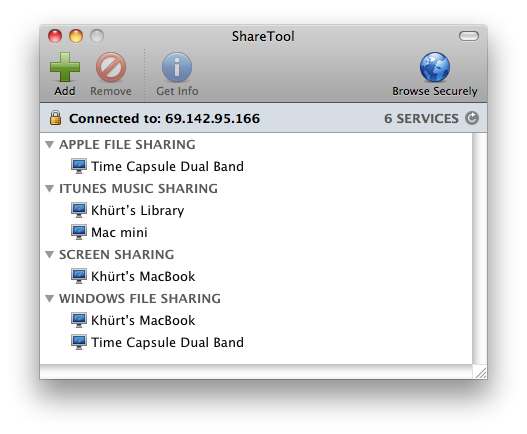 ShareTool
Add Remove Get Info Browse Securely
Connected to: 69.142.95.166 6 SERVICES
APPLE FILE SHARING
Time Capsule Dual Band
ITUNES MUSIC SHARING
Khürt’s Library
Mac mini
SCREEN SHARING
Khürt's MacBook
WINDOWS FILE SHARING
Khürt's MacBook
Time Capsule Dual Band